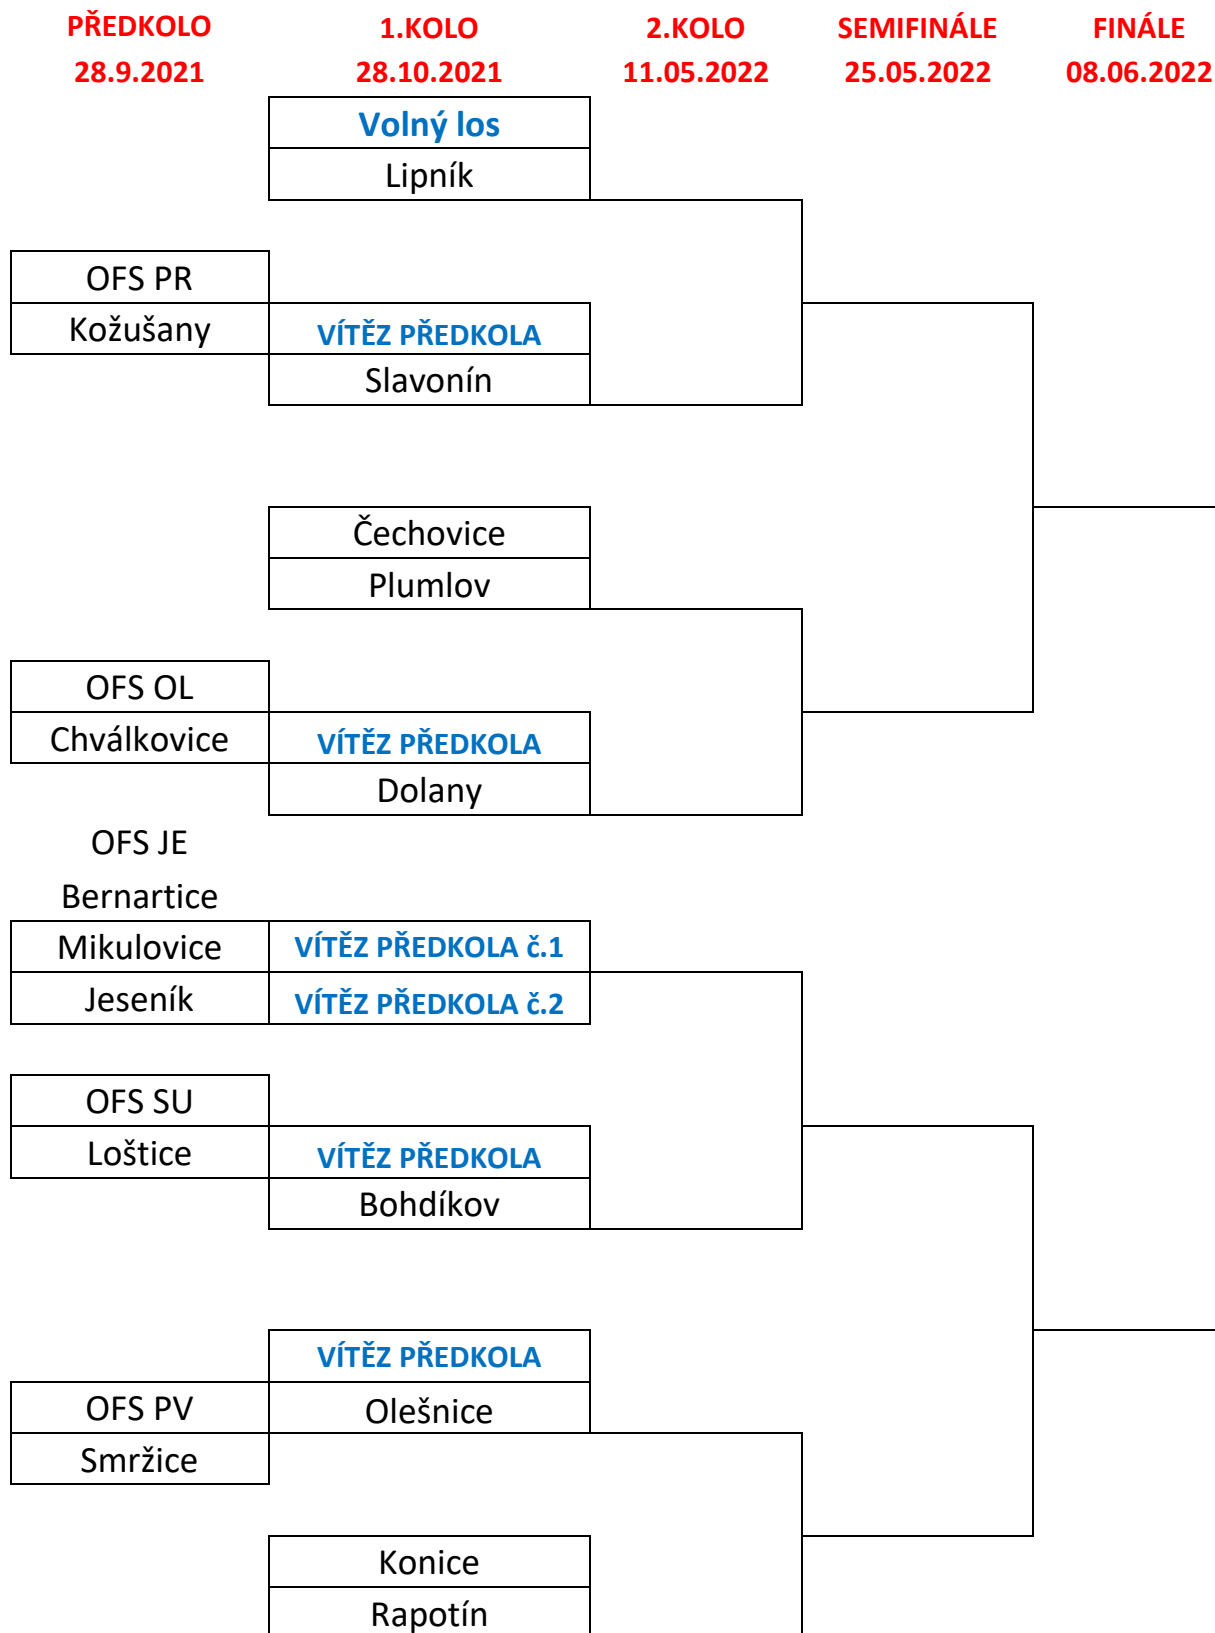 PŘEDKOLO 1.KOLO 2.KOLO SEMIFINÁLE FINÁLE
28.9.2021 28.10.2021 11.05.2022 25.05.2022 08.06.2022
Volný los
Lipník
OFS PR
Kožušany VÍTĚZ PŘEDKOLA
Slavonín
Čechovice
Plumlov
OFS OL
Chválkovice VÍTĚZ PŘEDKOLA
Dolany
OFS JE
Bernartice
Mikulovice VÍTĚZ PŘEDKOLA č.1
Jeseník VÍTĚZ PŘEDKOLA č.2
OFS SU
Loštice VÍTĚZ PŘEDKOLA
Bohdíkov
VÍTĚZ PŘEDKOLA
OFS PV Olešnice
Smržice
Konice
Rapotín